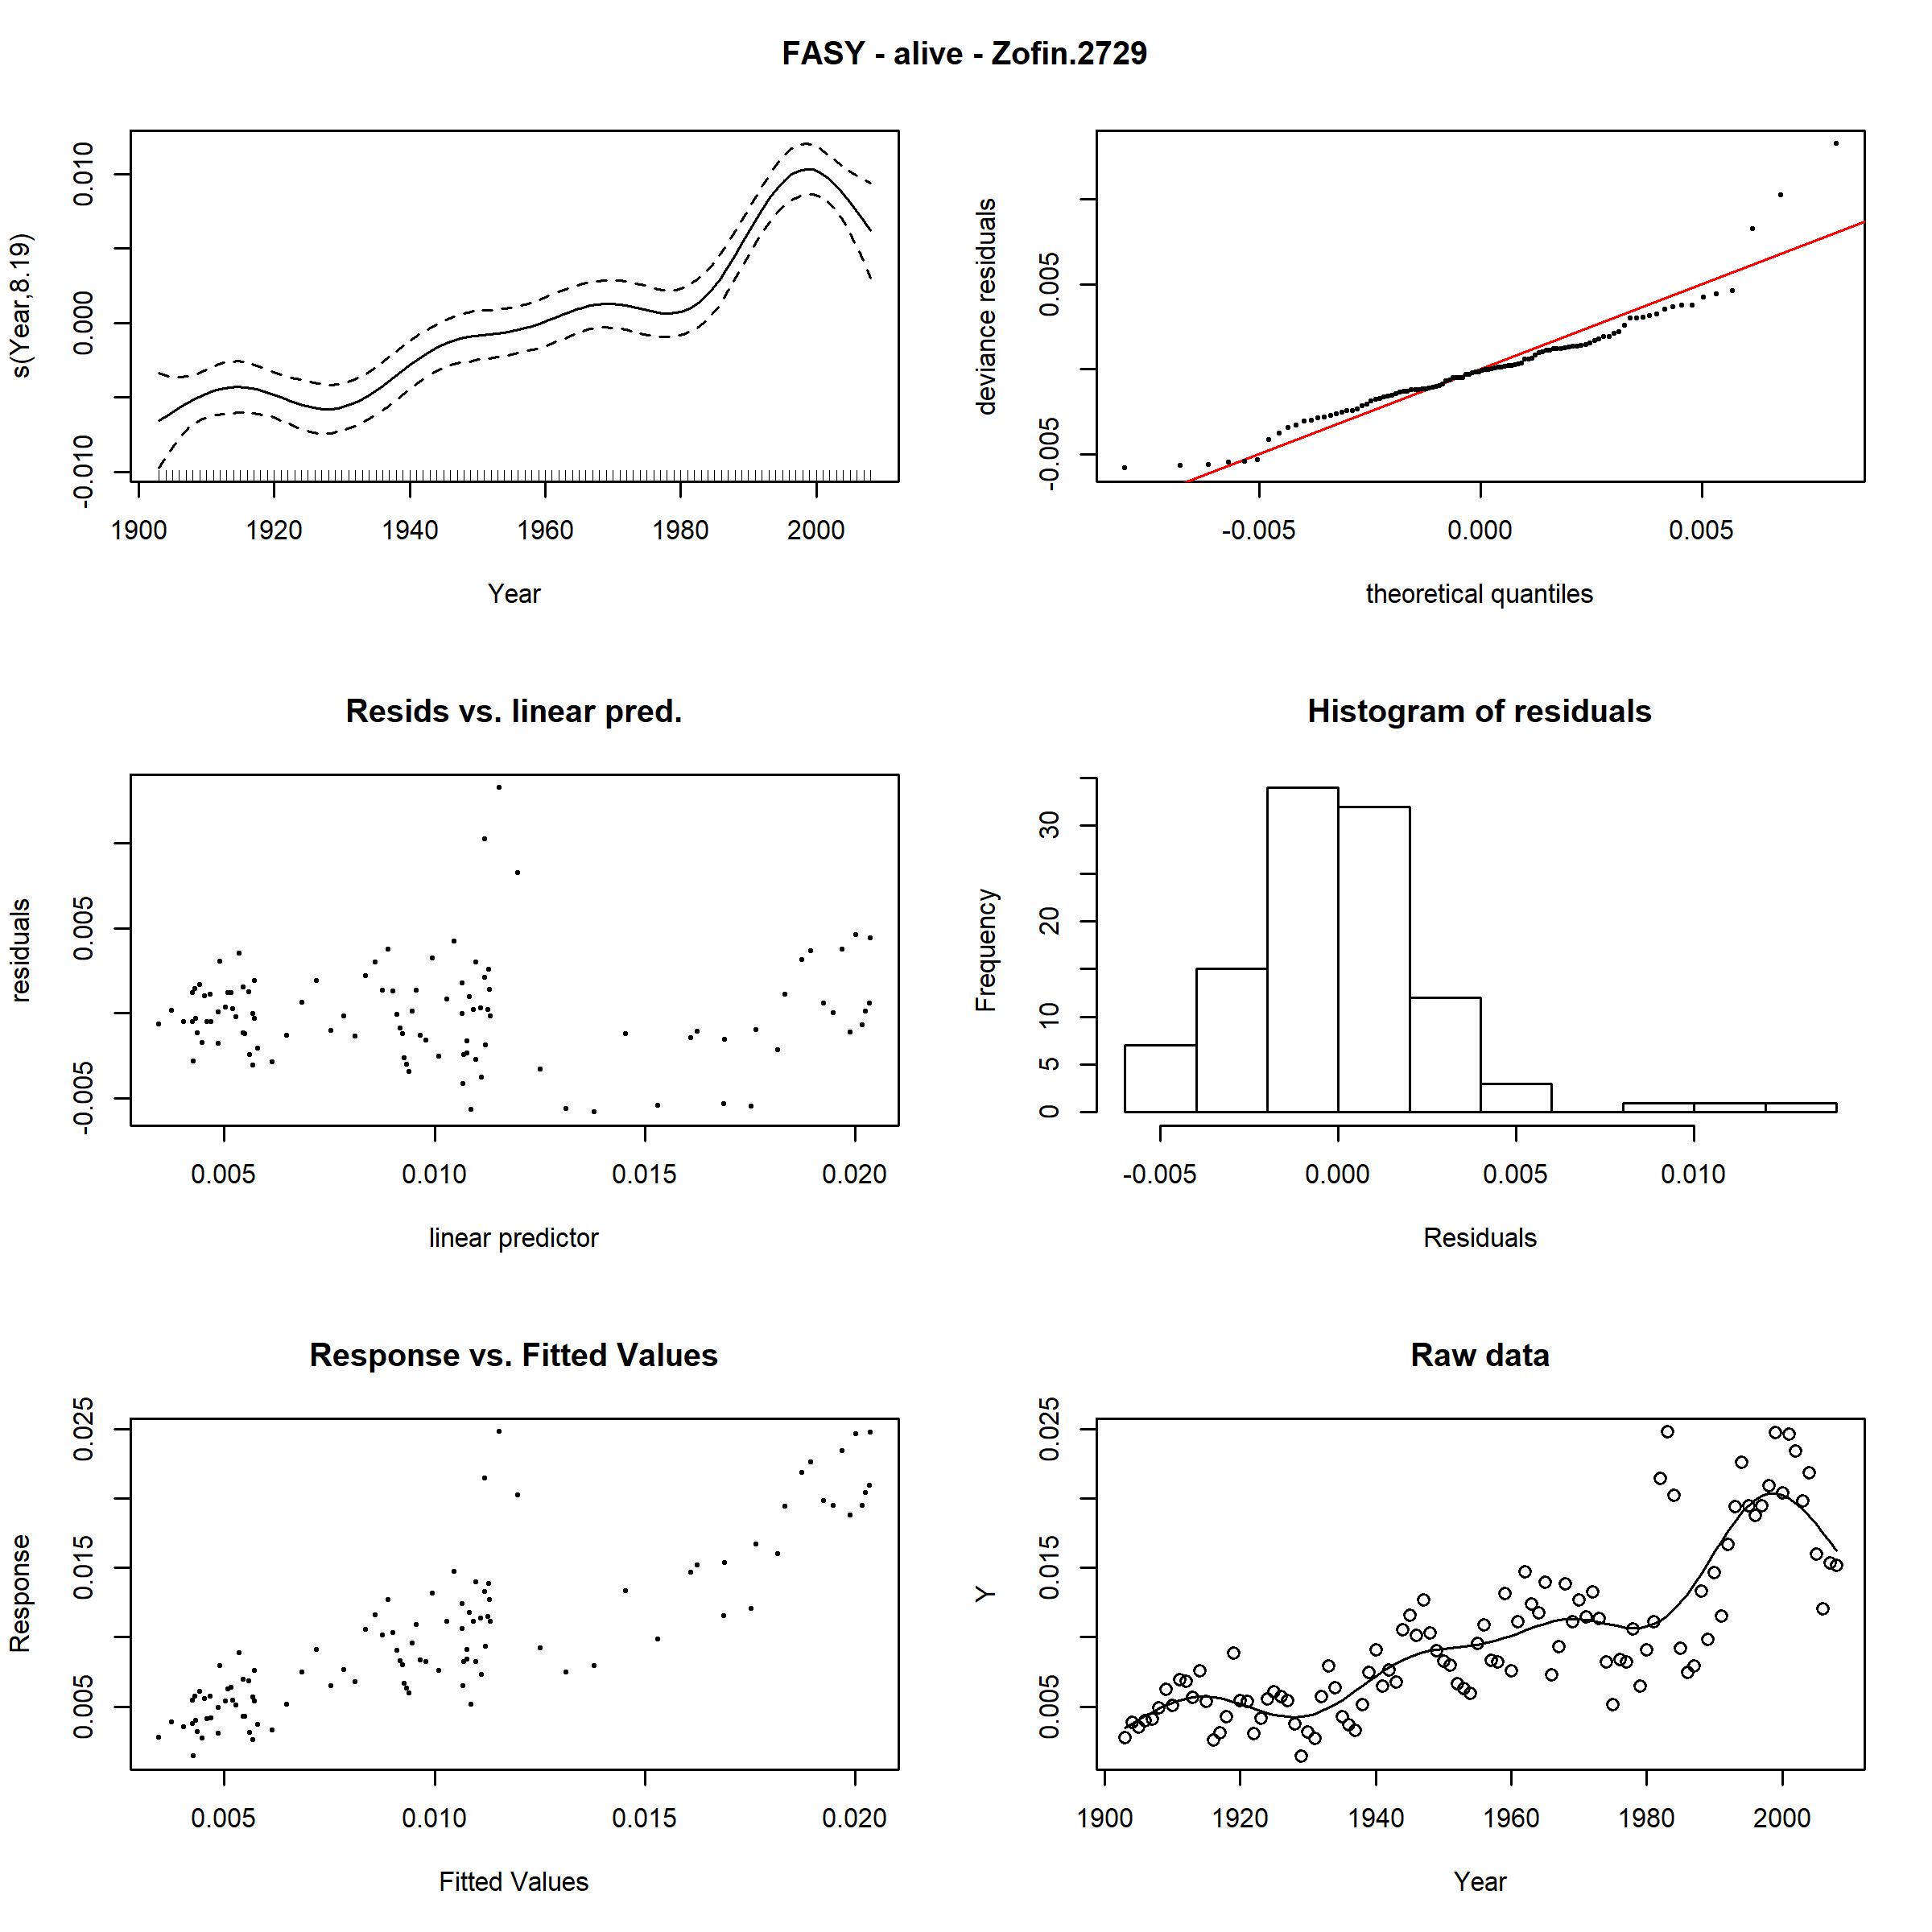 FASY - alive - Zofin.2729
s(Year,8.19)
-0.010 0.000 0.010
1900 1920 1940 1960 1980 2000
Year
deviance residuals
-0.005 0.005
-0.005 0.000 0.005
theoretical quantiles
Resids vs. linear pred.
residuals
-0.005 0.005
0.005 0.010 0.015 0.020
linear predictor
Histogram of residuals
Frequency
0 5 10 20 30
-0.005 0.000 0.005 0.010
Residuals
Response vs. Fitted Values
Response
0.005 0.015 0.025
0.005 0.010 0.015 0.020
Fitted Values
Raw data
Y
0.005 0.015 0.025
1900 1920 1940 1960 1980 2000
Year